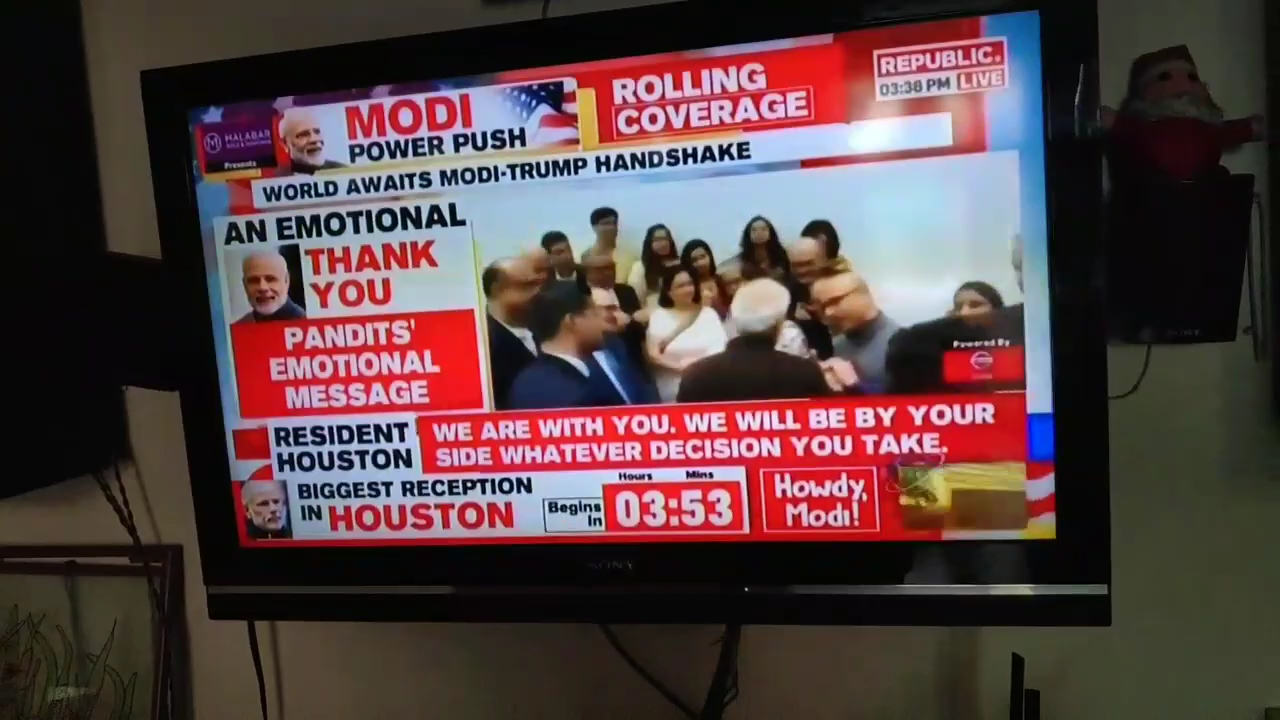 MALABAR
Presents
MODI
POWER PUSH
ROLLING
COVERAGE
REPUBLIC.
03:38 PM LIVE
WORLD AWAITS MODI-TRUMP HANDSHAKE
AN EMOTIONAL
THANK
YOU
PANDITS'
EMOTIONAL
MESSAGE
Powered By
RESIDENT
HOUSTON
WE ARE WITH YOU. WE WILL BE BY YOUR
SIDE WHATEVER DECISION YOU TAKE.
BIGGEST RECEPTION
IN HOUSTON
Begins
In
Hours Mins
03:53
Howdy,
Modi!
SONY
SONY